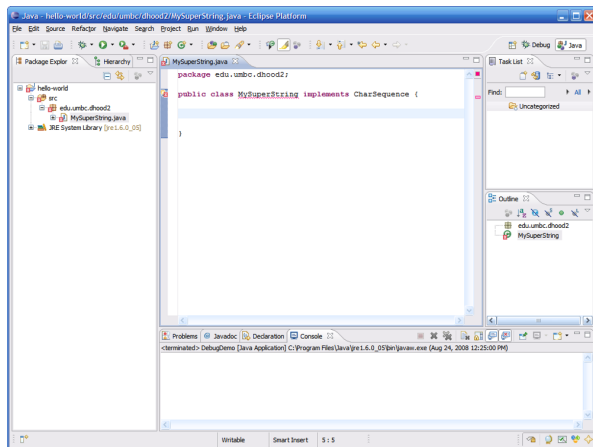 Java - hello-world/src/edu/umbc/dhood2/MySuperString.java - Eclipse Platform
File Edit Source Refactor Navigate Search Project Run Window Help
Debug Java
Package Explor Hierarchy
hello-world
src
edu.umbc.dhood2
MySuperString.java
JRE System Library [jre1.6.0_05]
MySuperString.java
package edu.umbc.dhood2;
public class MySuperString implements CharSequence {
}
Task List
Find: All
Uncategorized
Outline
edu.umbc.dhood2
MySuperString
Problems Javadoc Declaration Console
<terminated> DebugDemo [Java Application] C:\Program Files\Java\jre1.6.0_05\bin\javaw.exe (Aug 24, 2008 12:25:00 PM)
Writable Smart Insert 5 : 5